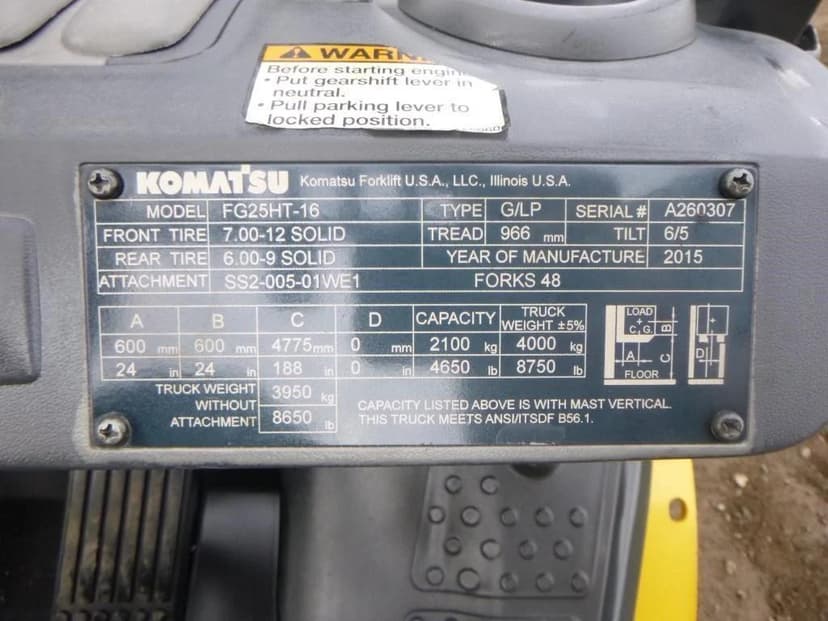 WARN
Before starting engin
• Put gearshift lever in
neutral.
• Pull parking lever to
locked position.
KOMATSU Komatsu Forklift U.S.A., LLC., Illinois U.S.A.
MODEL FG25HT-16 TYPE G/LP SERIAL # A260307
FRONT TIRE 7.00-12 SOLID TREAD 966 mm TILT 6/5
REAR TIRE 6.00-9 SOLID YEAR OF MANUFACTURE 2015
ATTACHMENT SS2-005-01WE1 FORKS 48
A B C D CAPACITY TRUCK WEIGHT ±5%
600 mm 600 mm 4775 mm 0 mm 2100 kg 4000 kg
24 in 24 in 188 in 0 in 4650 lb 8750 lb
TRUCK WEIGHT WITHOUT ATTACHMENT 3950 kg
8650 lb
CAPACITY LISTED ABOVE IS WITH MAST VERTICAL.
THIS TRUCK MEETS ANSI/ITSDF B56.1.
LOAD
C.G.
B
A
C
D
FLOOR